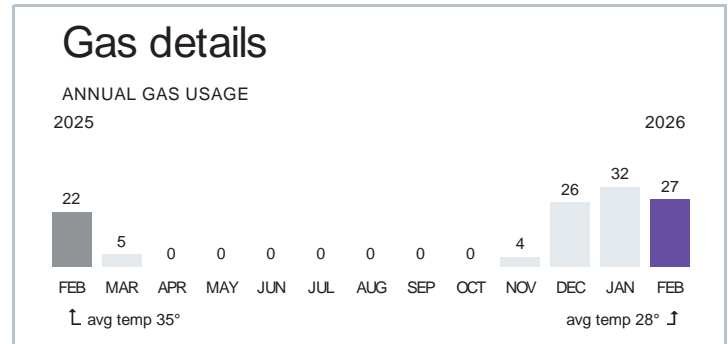 Gas details
ANNUAL GAS USAGE
2025 2026
22 5 0 0 0 0 0 0 0 4 26 32 27
FEB MAR APR MAY JUN JUL AUG SEP OCT NOV DEC JAN FEB
avg temp 35° avg temp 28°